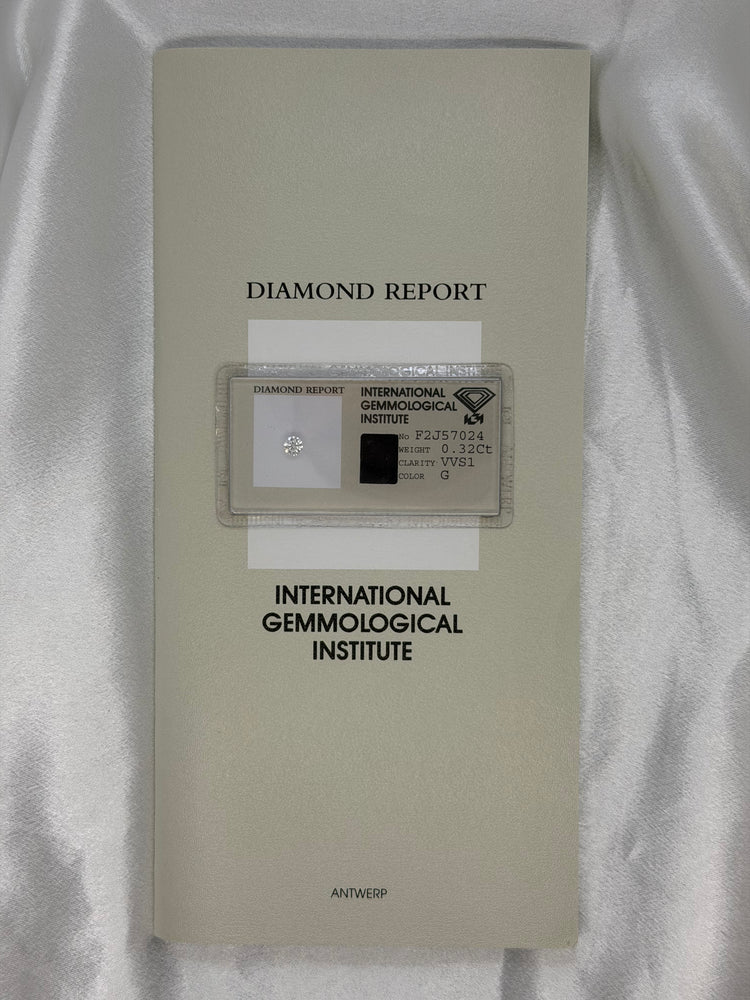 DIAMOND REPORT
DIAMOND REPORT
INTERNATIONAL
GEMMOLOGICAL
INSTITUTE
No F2J57024
WEIGHT 0.32Ct
CLARITY VVS1
COLOR G
INTERNATIONAL
GEMMOLOGICAL
INSTITUTE
ANTWERP